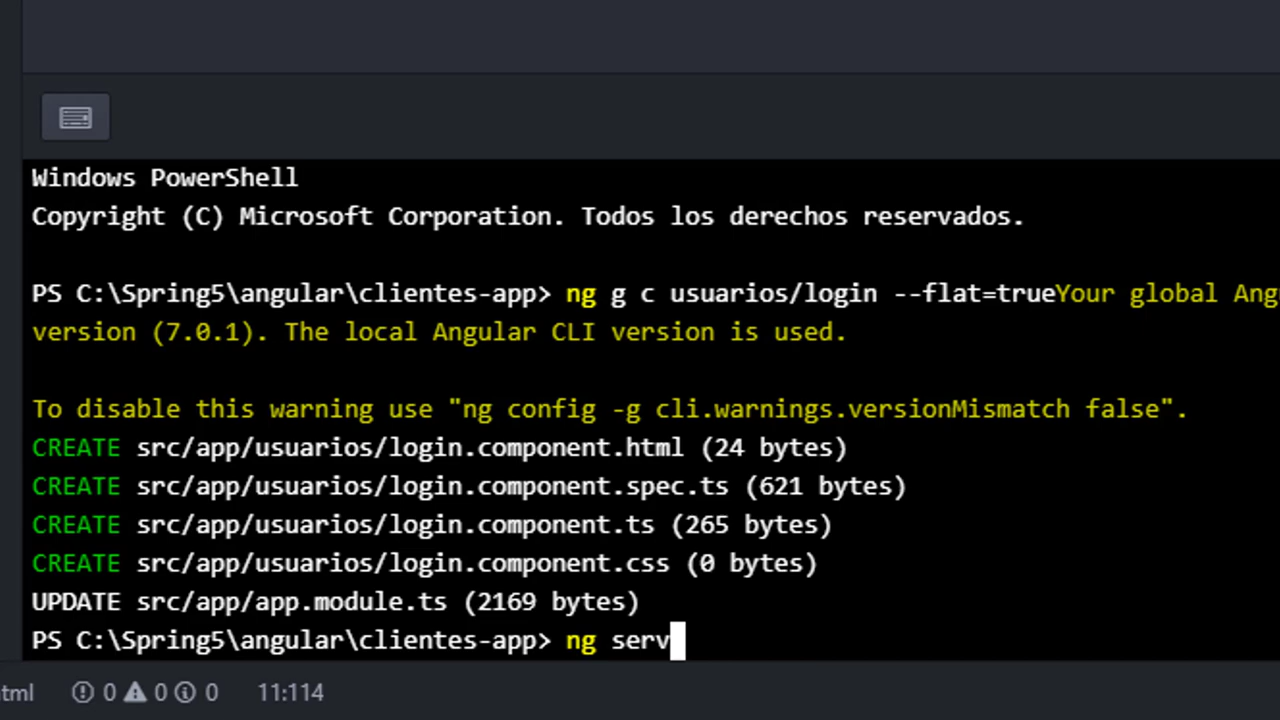 Windows PowerShell
Copyright (C) Microsoft Corporation. Todos los derechos reservados.
PS C:\Spring5\angular\clientes-app> ng g c usuarios/login --flat=trueYour global Ang
version (7.0.1). The local Angular CLI version is used.
To disable this warning use "ng config -g cli.warnings.versionMismatch false".
CREATE src/app/usuarios/login.component.html (24 bytes)
CREATE src/app/usuarios/login.component.spec.ts (621 bytes)
CREATE src/app/usuarios/login.component.ts (265 bytes)
CREATE src/app/usuarios/login.component.css (0 bytes)
UPDATE src/app/app.module.ts (2169 bytes)
PS C:\Spring5\angular\clientes-app> ng serv
tml 0 0 0 11:114